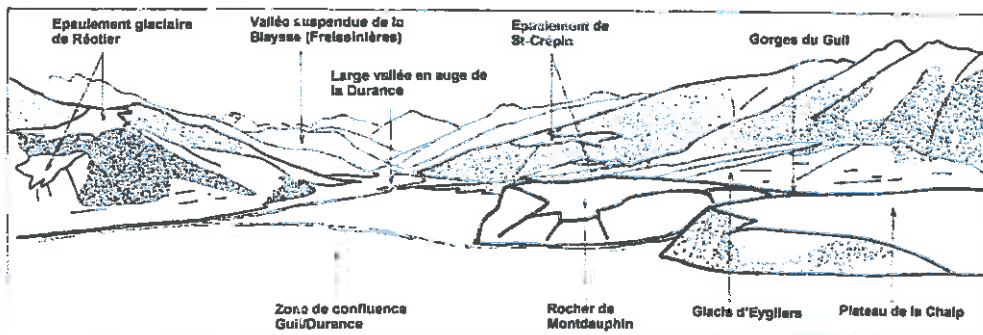 Epaulement glaciaire
de Réotier
Vallée suspendue de la
Biaysse (Freissinières)
Large vallée en auge de
la Durance
Epaulement de
St-Crépin
Gorges du Guil
Zone de confluence
Guil/Durance
Rocher de
Montdauphin
Glacis d'Eygliers
Plateau de la Chalp